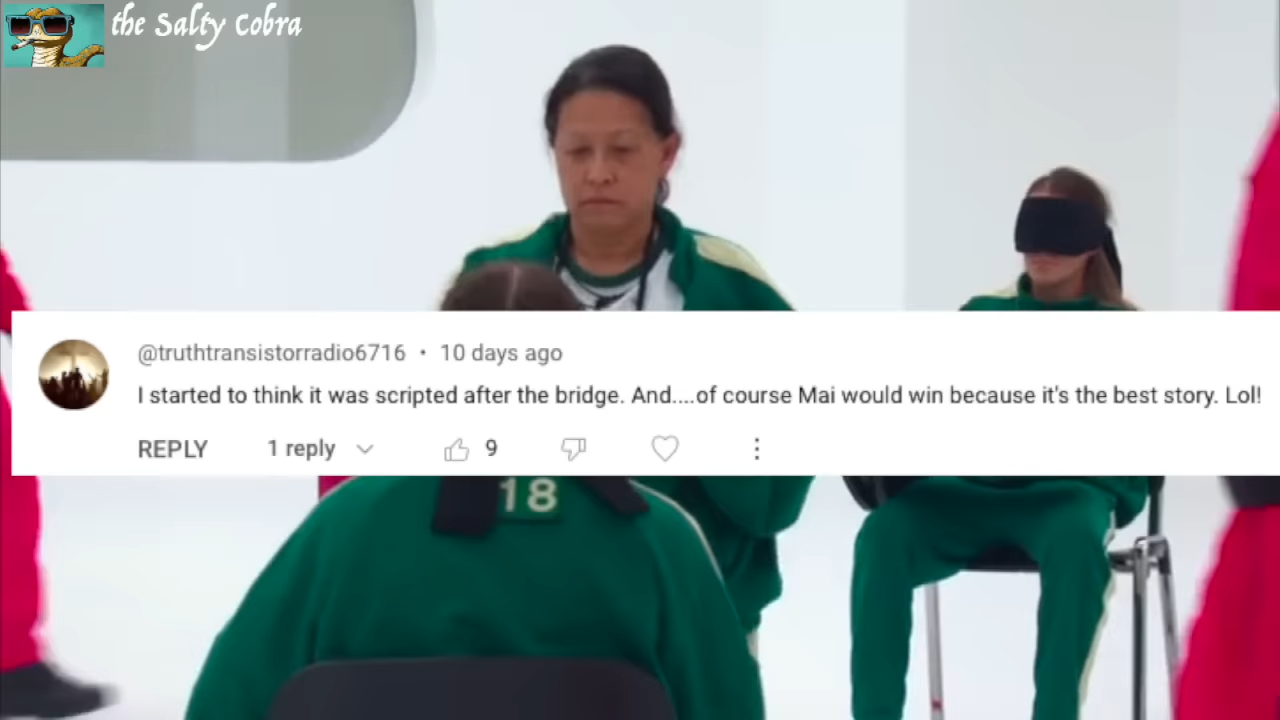 the Salty Cobra
@truthtransistorradio6716 • 10 days ago
I started to think it was scripted after the bridge. And....of course Mai would win because it's the best story. Lol!
REPLY 1 reply 9
18